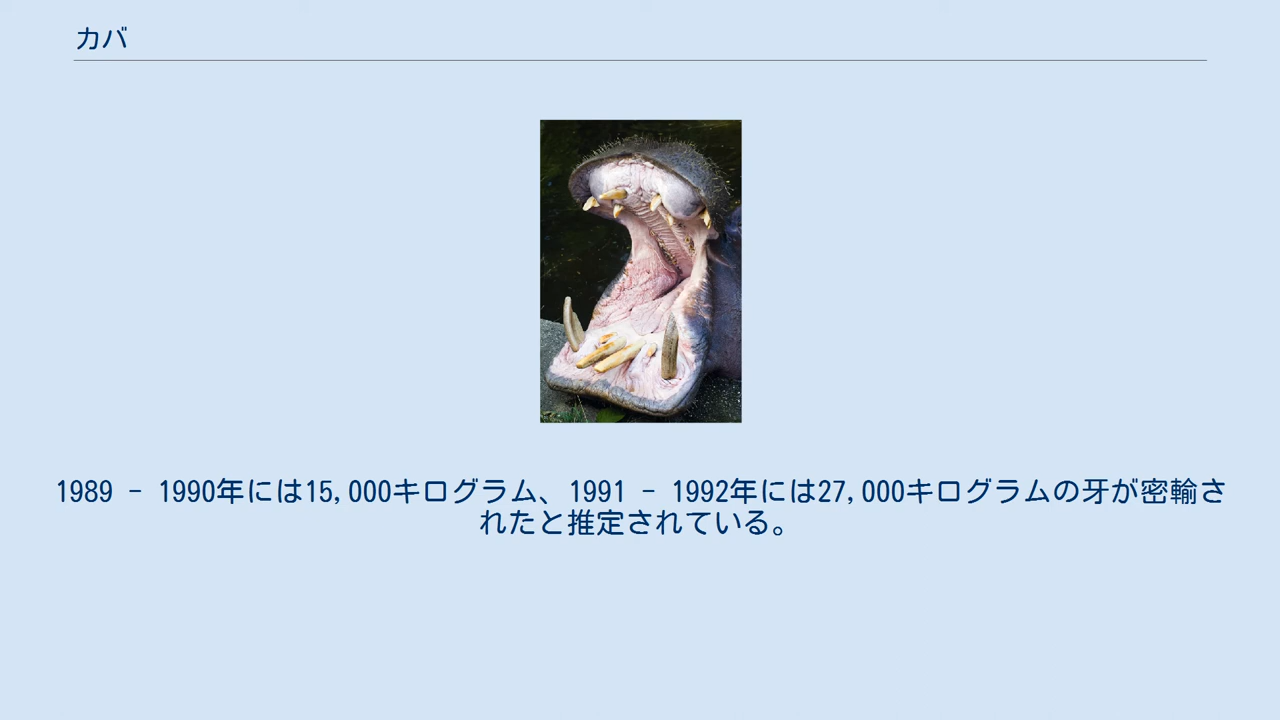 カバ
1989 - 1990年には15,000キログラム、1991 - 1992年には27,000キログラムの牙が密輸さ
れたと推定されている。